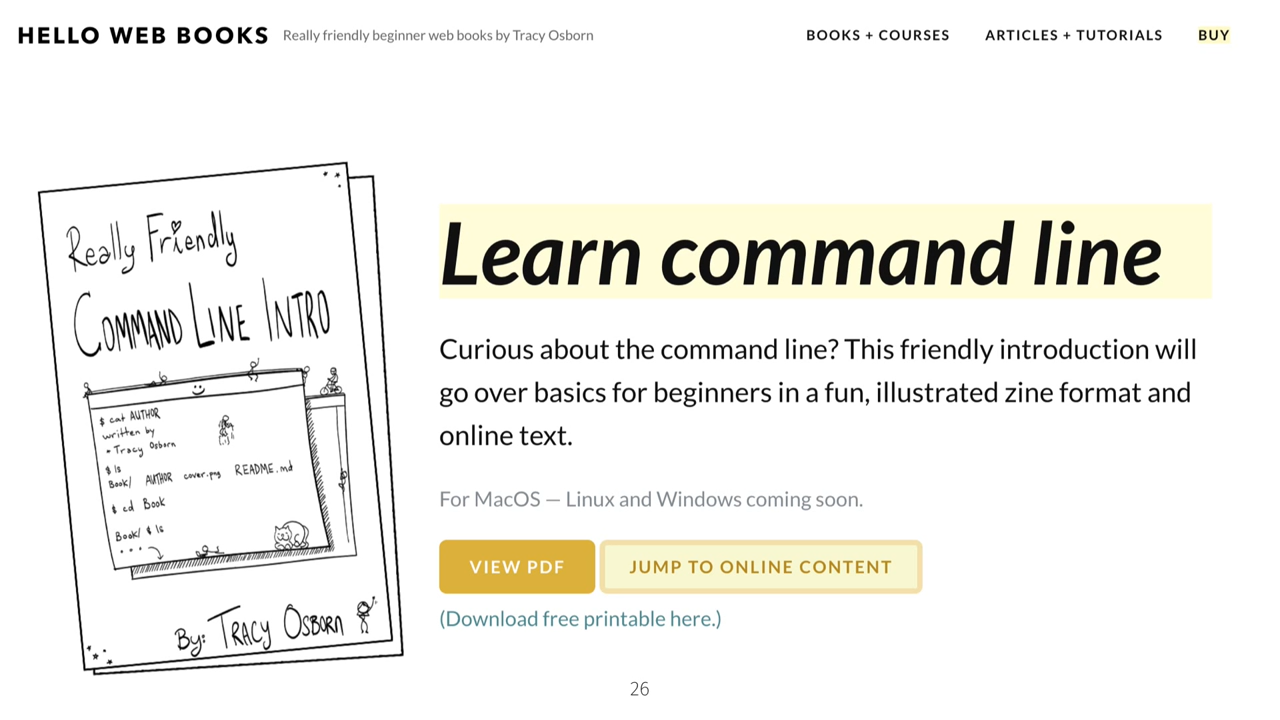 HELLO WEB BOOKS
Really friendly beginner web books by Tracy Osborn
BOOKS + COURSES
ARTICLES + TUTORIALS
BUY
Really Friendly
COMMAND LINE INTRO
$ cat AUTHOR
written by
- Tracy Osborn
$ ls
Book/ AUTHOR cover.png README.md
$ cd Book
Book/ $ ls
. . .
By: TRACY OSBORN
Learn command line
Curious about the command line? This friendly introduction will
go over basics for beginners in a fun, illustrated zine format and
online text.
For MacOS — Linux and Windows coming soon.
VIEW PDF
JUMP TO ONLINE CONTENT
(Download free printable here.)
26